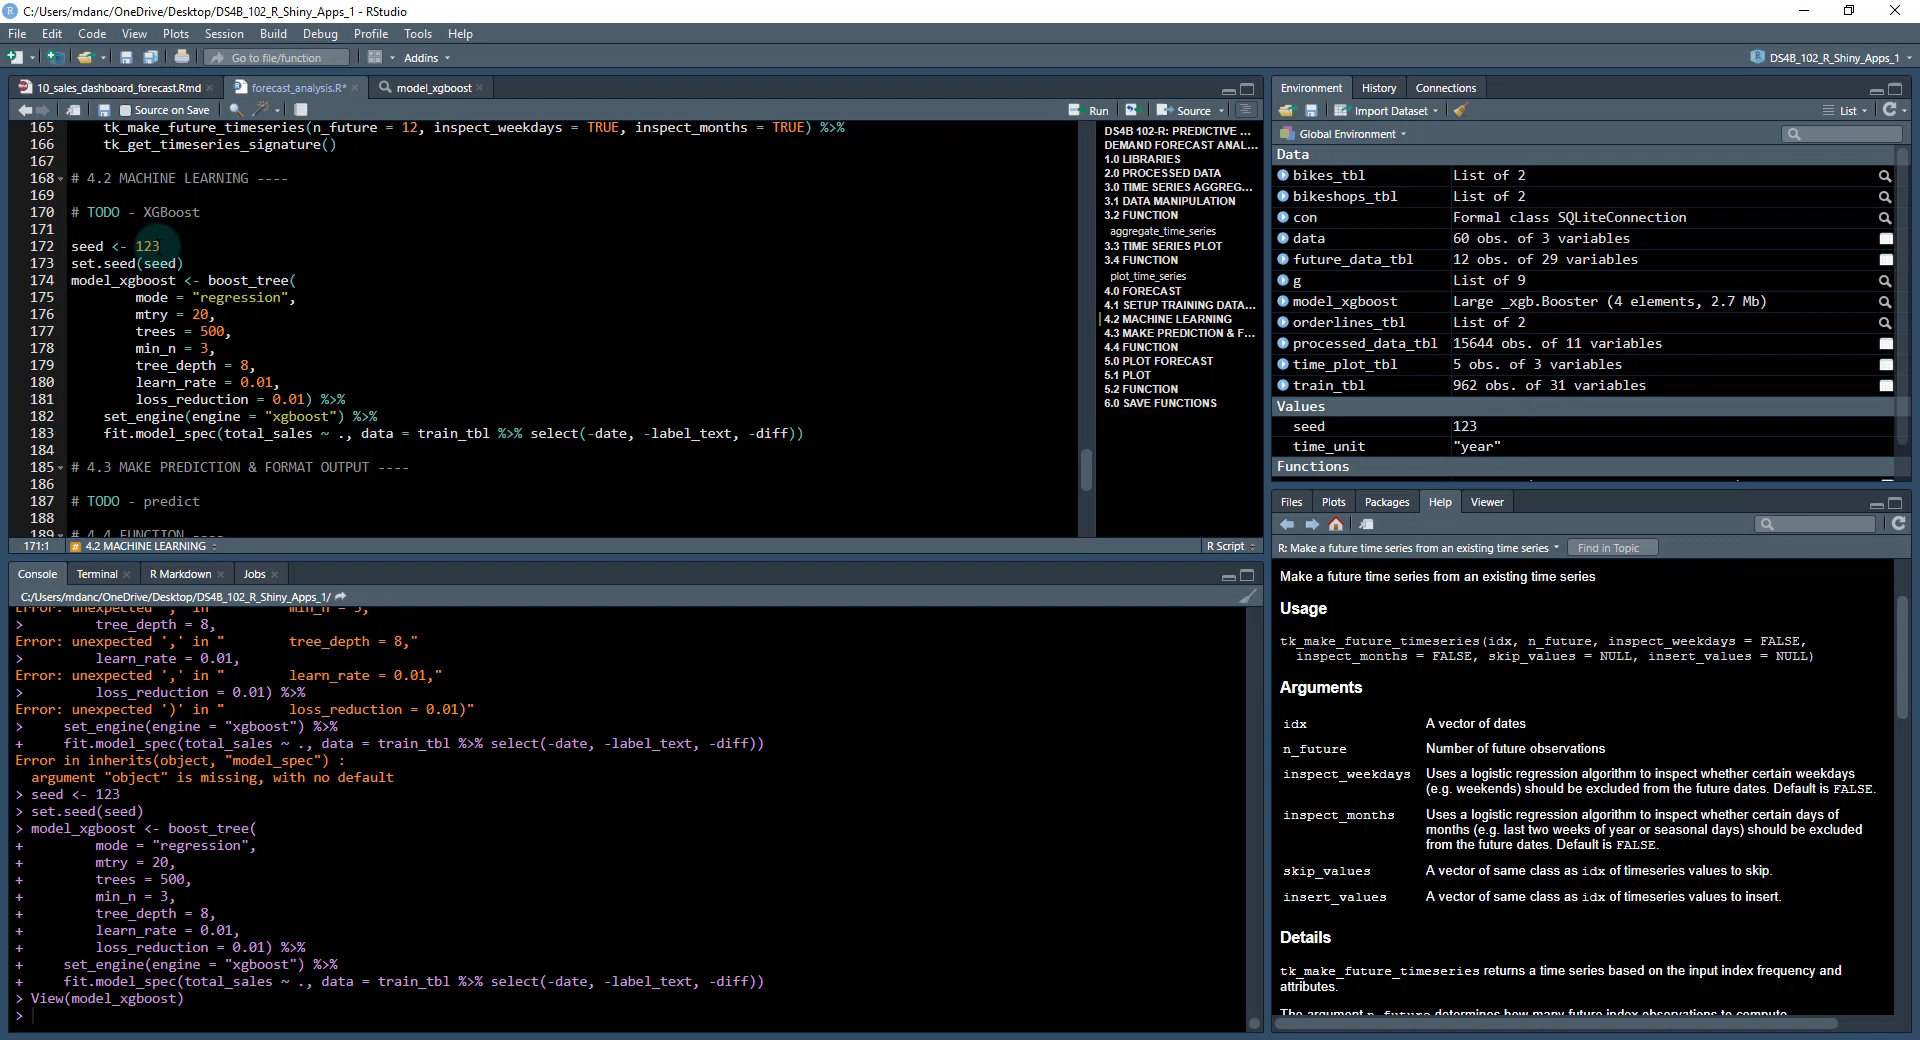 C:/Users/mdanc/OneDrive/Desktop/DS4B_102_R_Shiny_Apps_1 - RStudio
File Edit Code View Plots Session Build Debug Profile Tools Help
Go to file/function Addins DS4B_102_R_Shiny_Apps_1
10_sales_dashboard_forecast.Rmd forecast_analysis.R* model_xgboost
Source on Save Run Source
165 tk_make_future_timeseries(n_future = 12, inspect_weekdays = TRUE, inspect_months = TRUE) %>%
166 tk_get_timeseries_signature()
167
168 # 4.2 MACHINE LEARNING ----
169
170 # TODO - XGBoost
171
172 seed <- 123
173 set.seed(seed)
174 model_xgboost <- boost_tree(
175 mode = "regression",
176 mtry = 20,
177 trees = 500,
178 min_n = 3,
179 tree_depth = 8,
180 learn_rate = 0.01,
181 loss_reduction = 0.01) %>%
182 set_engine(engine = "xgboost") %>%
183 fit.model_spec(total_sales ~ ., data = train_tbl %>% select(-date, -label_text, -diff))
184
185 # 4.3 MAKE PREDICTION & FORMAT OUTPUT ----
186
187 # TODO - predict
188
189 # 4.4 FUNCTION ----
171:1 # 4.2 MACHINE LEARNING R Script
DS4B 102-R: PREDICTIVE ...
DEMAND FORECAST ANAL...
1.0 LIBRARIES
2.0 PROCESSED DATA
3.0 TIME SERIES AGGREG...
3.1 DATA MANIPULATION
3.2 FUNCTION
aggregate_time_series
3.3 TIME SERIES PLOT
3.4 FUNCTION
plot_time_series
4.0 FORECAST
4.1 SETUP TRAINING DATA...
4.2 MACHINE LEARNING
4.3 MAKE PREDICTION & F...
4.4 FUNCTION
5.0 PLOT FORECAST
5.1 PLOT
5.2 FUNCTION
6.0 SAVE FUNCTIONS
Console Terminal R Markdown Jobs
C:/Users/mdanc/OneDrive/Desktop/DS4B_102_R_Shiny_Apps_1/
Error: unexpected ',' in " min_n = 3,"
> tree_depth = 8,
Error: unexpected ',' in " tree_depth = 8,"
> learn_rate = 0.01,
Error: unexpected ',' in " learn_rate = 0.01,"
> loss_reduction = 0.01) %>%
Error: unexpected ')' in " loss_reduction = 0.01)"
> set_engine(engine = "xgboost") %>%
+ fit.model_spec(total_sales ~ ., data = train_tbl %>% select(-date, -label_text, -diff))
Error in inherits(object, "model_spec") :
argument "object" is missing, with no default
> seed <- 123
> set.seed(seed)
> model_xgboost <- boost_tree(
+ mode = "regression",
+ mtry = 20,
+ trees = 500,
+ min_n = 3,
+ tree_depth = 8,
+ learn_rate = 0.01,
+ loss_reduction = 0.01) %>%
+ set_engine(engine = "xgboost") %>%
+ fit.model_spec(total_sales ~ ., data = train_tbl %>% select(-date, -label_text, -diff))
> View(model_xgboost)
>
Environment History Connections
Import Dataset List
Global Environment
Data
bikes_tbl List of 2
bikeshops_tbl List of 2
con Formal class SQLiteConnection
data 60 obs. of 3 variables
future_data_tbl 12 obs. of 29 variables
g List of 9
model_xgboost Large _xgb.Booster (4 elements, 2.7 Mb)
orderlines_tbl List of 2
processed_data_tbl 15644 obs. of 11 variables
time_plot_tbl 5 obs. of 3 variables
train_tbl 962 obs. of 31 variables
Values
seed 123
time_unit "year"
Functions
Files Plots Packages Help Viewer
R: Make a future time series from an existing time series Find in Topic
Make a future time series from an existing time series
Usage
tk_make_future_timeseries(idx, n_future, inspect_weekdays = FALSE,
inspect_months = FALSE, skip_values = NULL, insert_values = NULL)
Arguments
idx A vector of dates
n_future Number of future observations
inspect_weekdays Uses a logistic regression algorithm to inspect whether certain weekdays
(e.g. weekends) should be excluded from the future dates. Default is FALSE.
inspect_months Uses a logistic regression algorithm to inspect whether certain days of
months (e.g. last two weeks of year or seasonal days) should be excluded
from the future dates. Default is FALSE.
skip_values A vector of same class as idx of timeseries values to skip.
insert_values A vector of same class as idx of timeseries values to insert.
Details
tk_make_future_timeseries returns a time series based on the input index frequency and
attributes.
The argument n_future determines how many future index observations to compute.